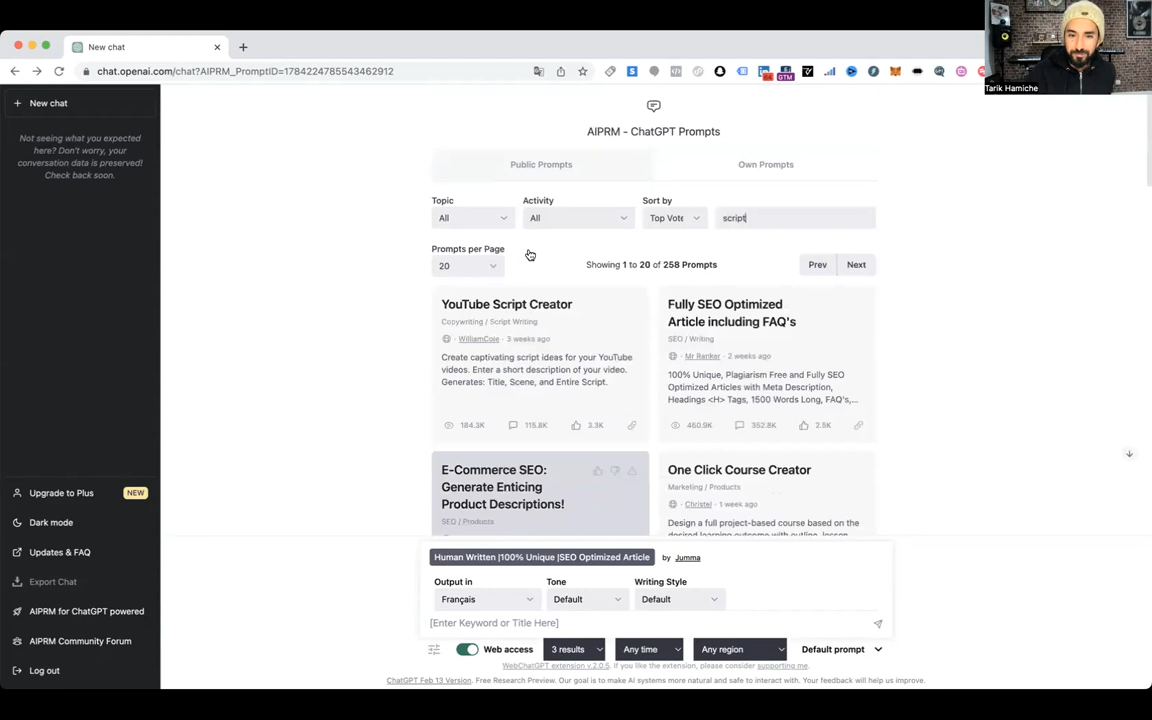 New chat
chat.openai.com/chat?AIPRM_PromptID=1784224785543462912
GTM
Tarik Hamiche
New chat
Not seeing what you expected
here? Don't worry, your
conversation data is preserved!
Check back soon.
AIPRM - ChatGPT Prompts
Public Prompts
Own Prompts
Topic
Activity
Sort by
All
All
Top Vote
script
Prompts per Page
20
Showing 1 to 20 of 258 Prompts
Prev
Next
YouTube Script Creator
Copywriting / Script Writing
WilliamCole · 3 weeks ago
Create captivating script ideas for your YouTube
videos. Enter a short description of your video.
Generates: Title, Scene, and Entire Script.
184.3K
115.8K
3.3K
Fully SEO Optimized
Article including FAQ's
SEO / Writing
Mr Ranker · 2 weeks ago
100% Unique, Plagiarism Free and Fully SEO
Optimized Articles with Meta Description,
Headings <H> Tags, 1500 Words Long, FAQ's,...
450.9K
352.8K
2.5K
E-Commerce SEO:
Generate Enticing
Product Descriptions!
SEO / Products
One Click Course Creator
Marketing / Products
Christel · 1 week ago
Design a full project-based course based on the
desired learning outcome with outline, lesson
Upgrade to Plus
NEW
Dark mode
Updates & FAQ
Export Chat
AIPRM for ChatGPT powered
AIPRM Community Forum
Log out
Human Written |100% Unique |SEO Optimized Article
by Jumma
Output in
Tone
Writing Style
Français
Default
Default
[Enter Keyword or Title Here]
Web access
3 results
Any time
Any region
Default prompt
WebChatGPT extension v.2.0.5. If you like the extension, please consider supporting me.
ChatGPT Feb 13 Version. Free Research Preview. Our goal is to make AI systems more natural and safe to interact with. Your feedback will help us improve.